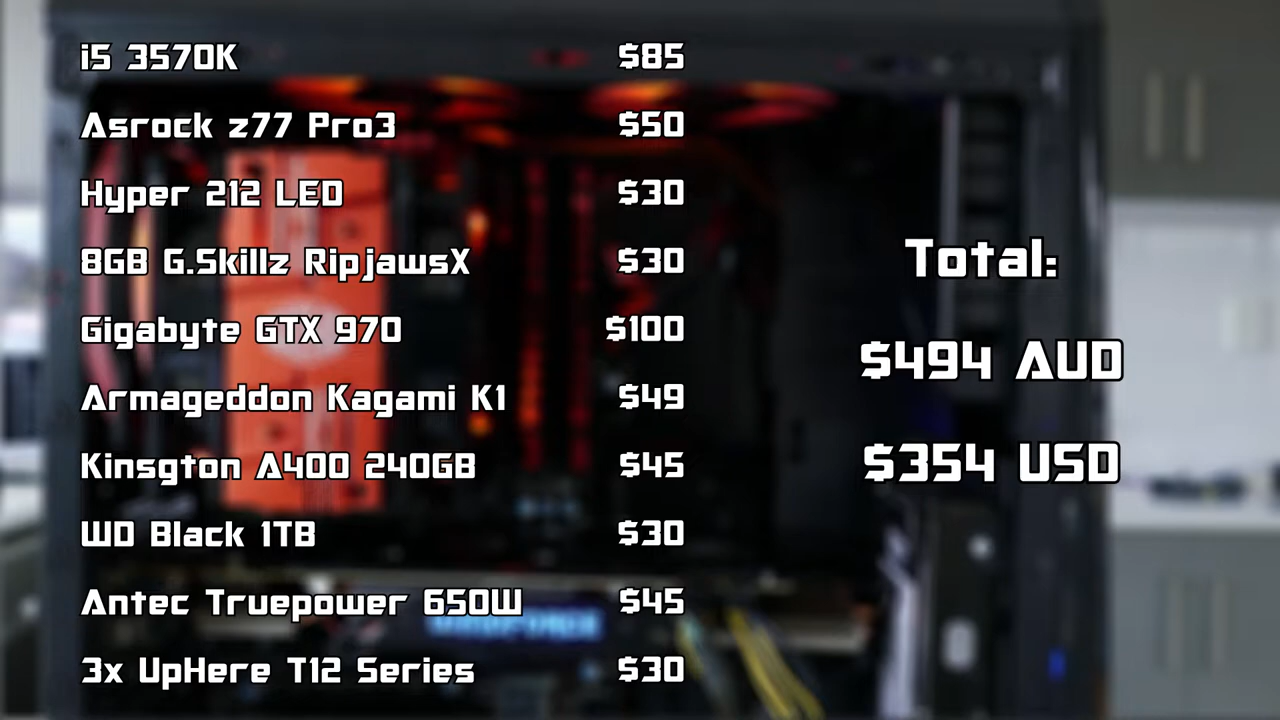 i5 3570K $85
Asrock z77 Pro3 $50
Hyper 212 LED $30
8GB G.Skillz RipjawsX $30
Gigabyte GTX 970 $100
Armageddon Kagami K1 $49
Kinsgton A400 240GB $45
WD Black 1TB $30
Antec Truepower 650W $45
3x UpHere T12 Series $30
Total:
$494 AUD
$354 USD